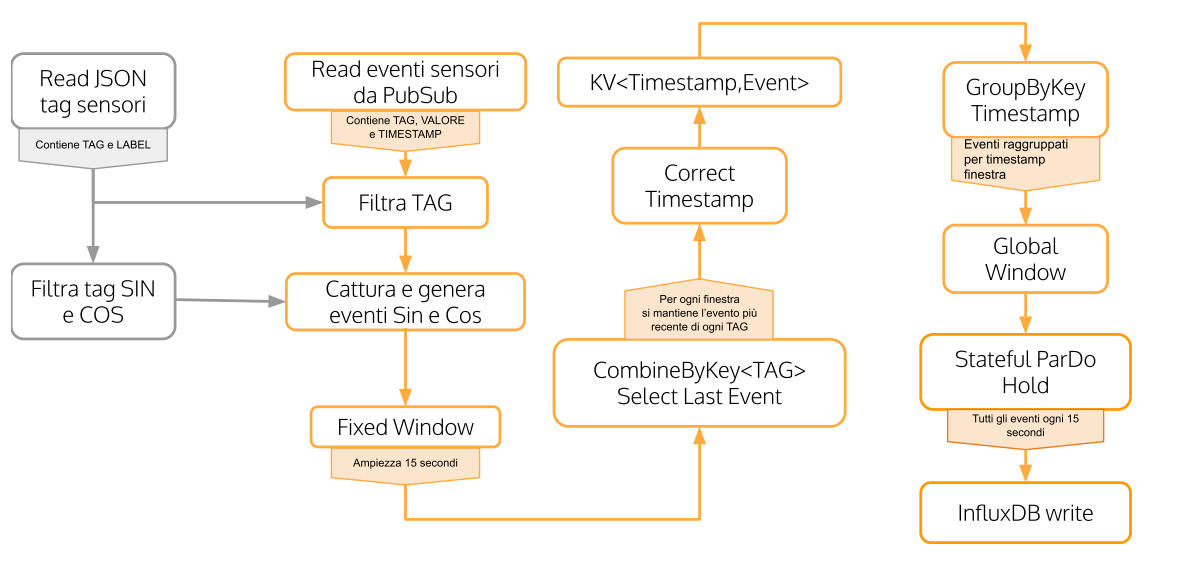 Read JSON
tag sensori
Contiene TAG e LABEL
Filtra tag SIN
e COS
Read eventi sensori
da PubSub
Contiene TAG, VALORE
e TIMESTAMP
Filtra TAG
Cattura e genera
eventi Sin e Cos
Fixed Window
Ampiezza 15 secondi
KV<Timestamp,Event>
Correct
Timestamp
Per ogni finestra
si mantiene l'evento più
recente di ogni TAG
CombineByKey<TAG>
Select Last Event
GroupByKey
Timestamp
Eventi raggruppati
per timestamp
finestra
Global
Window
Stateful ParDo
Hold
Tutti gli eventi ogni 15
secondi
InfluxDB write